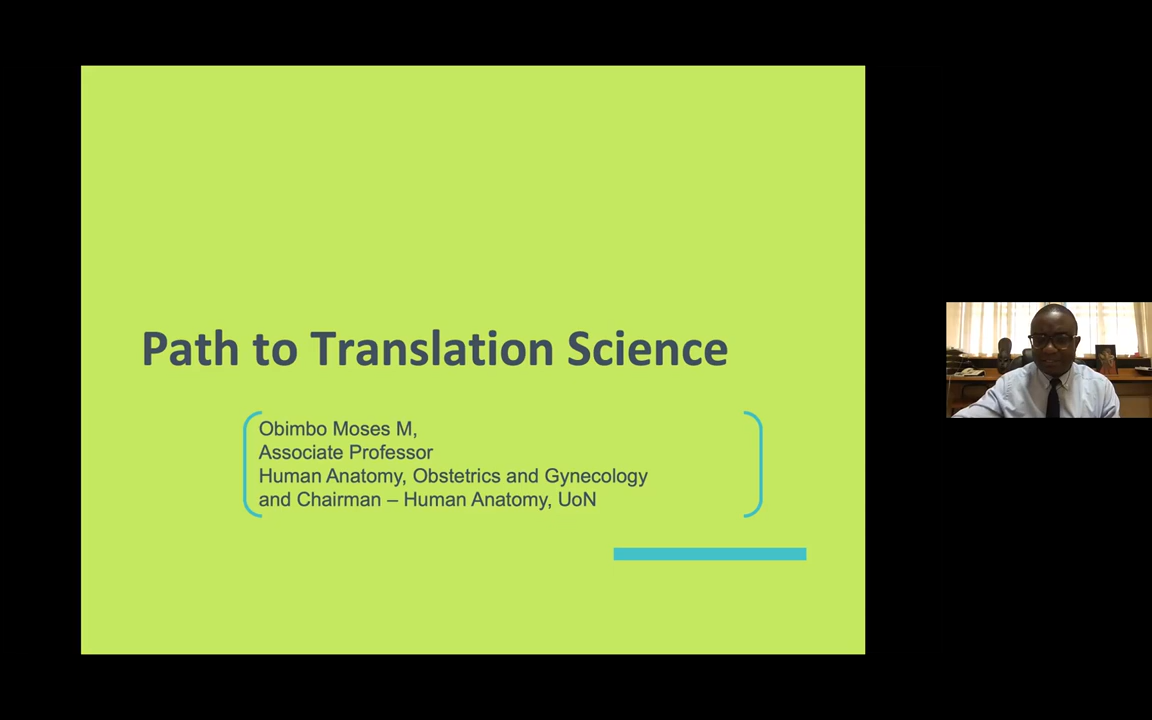 Path to Translation Science
Obimbo Moses M,
Associate Professor
Human Anatomy, Obstetrics and Gynecology
and Chairman – Human Anatomy, UoN